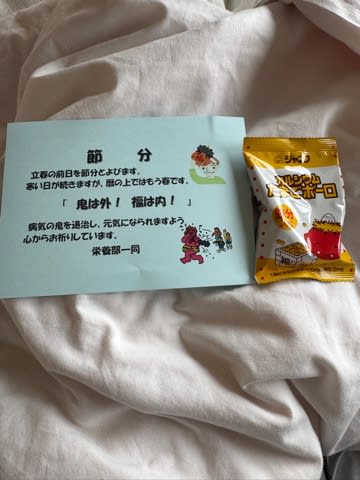 節 分
立春の前日を節分とよびます。
寒い日が続きますが、暦の上ではもう春です。
「 鬼は外！ 福は内！ 」
病気の鬼を退治し、元気になられますよう
心からお祈りしています。
栄養部一同
カルシウム
ボーロ